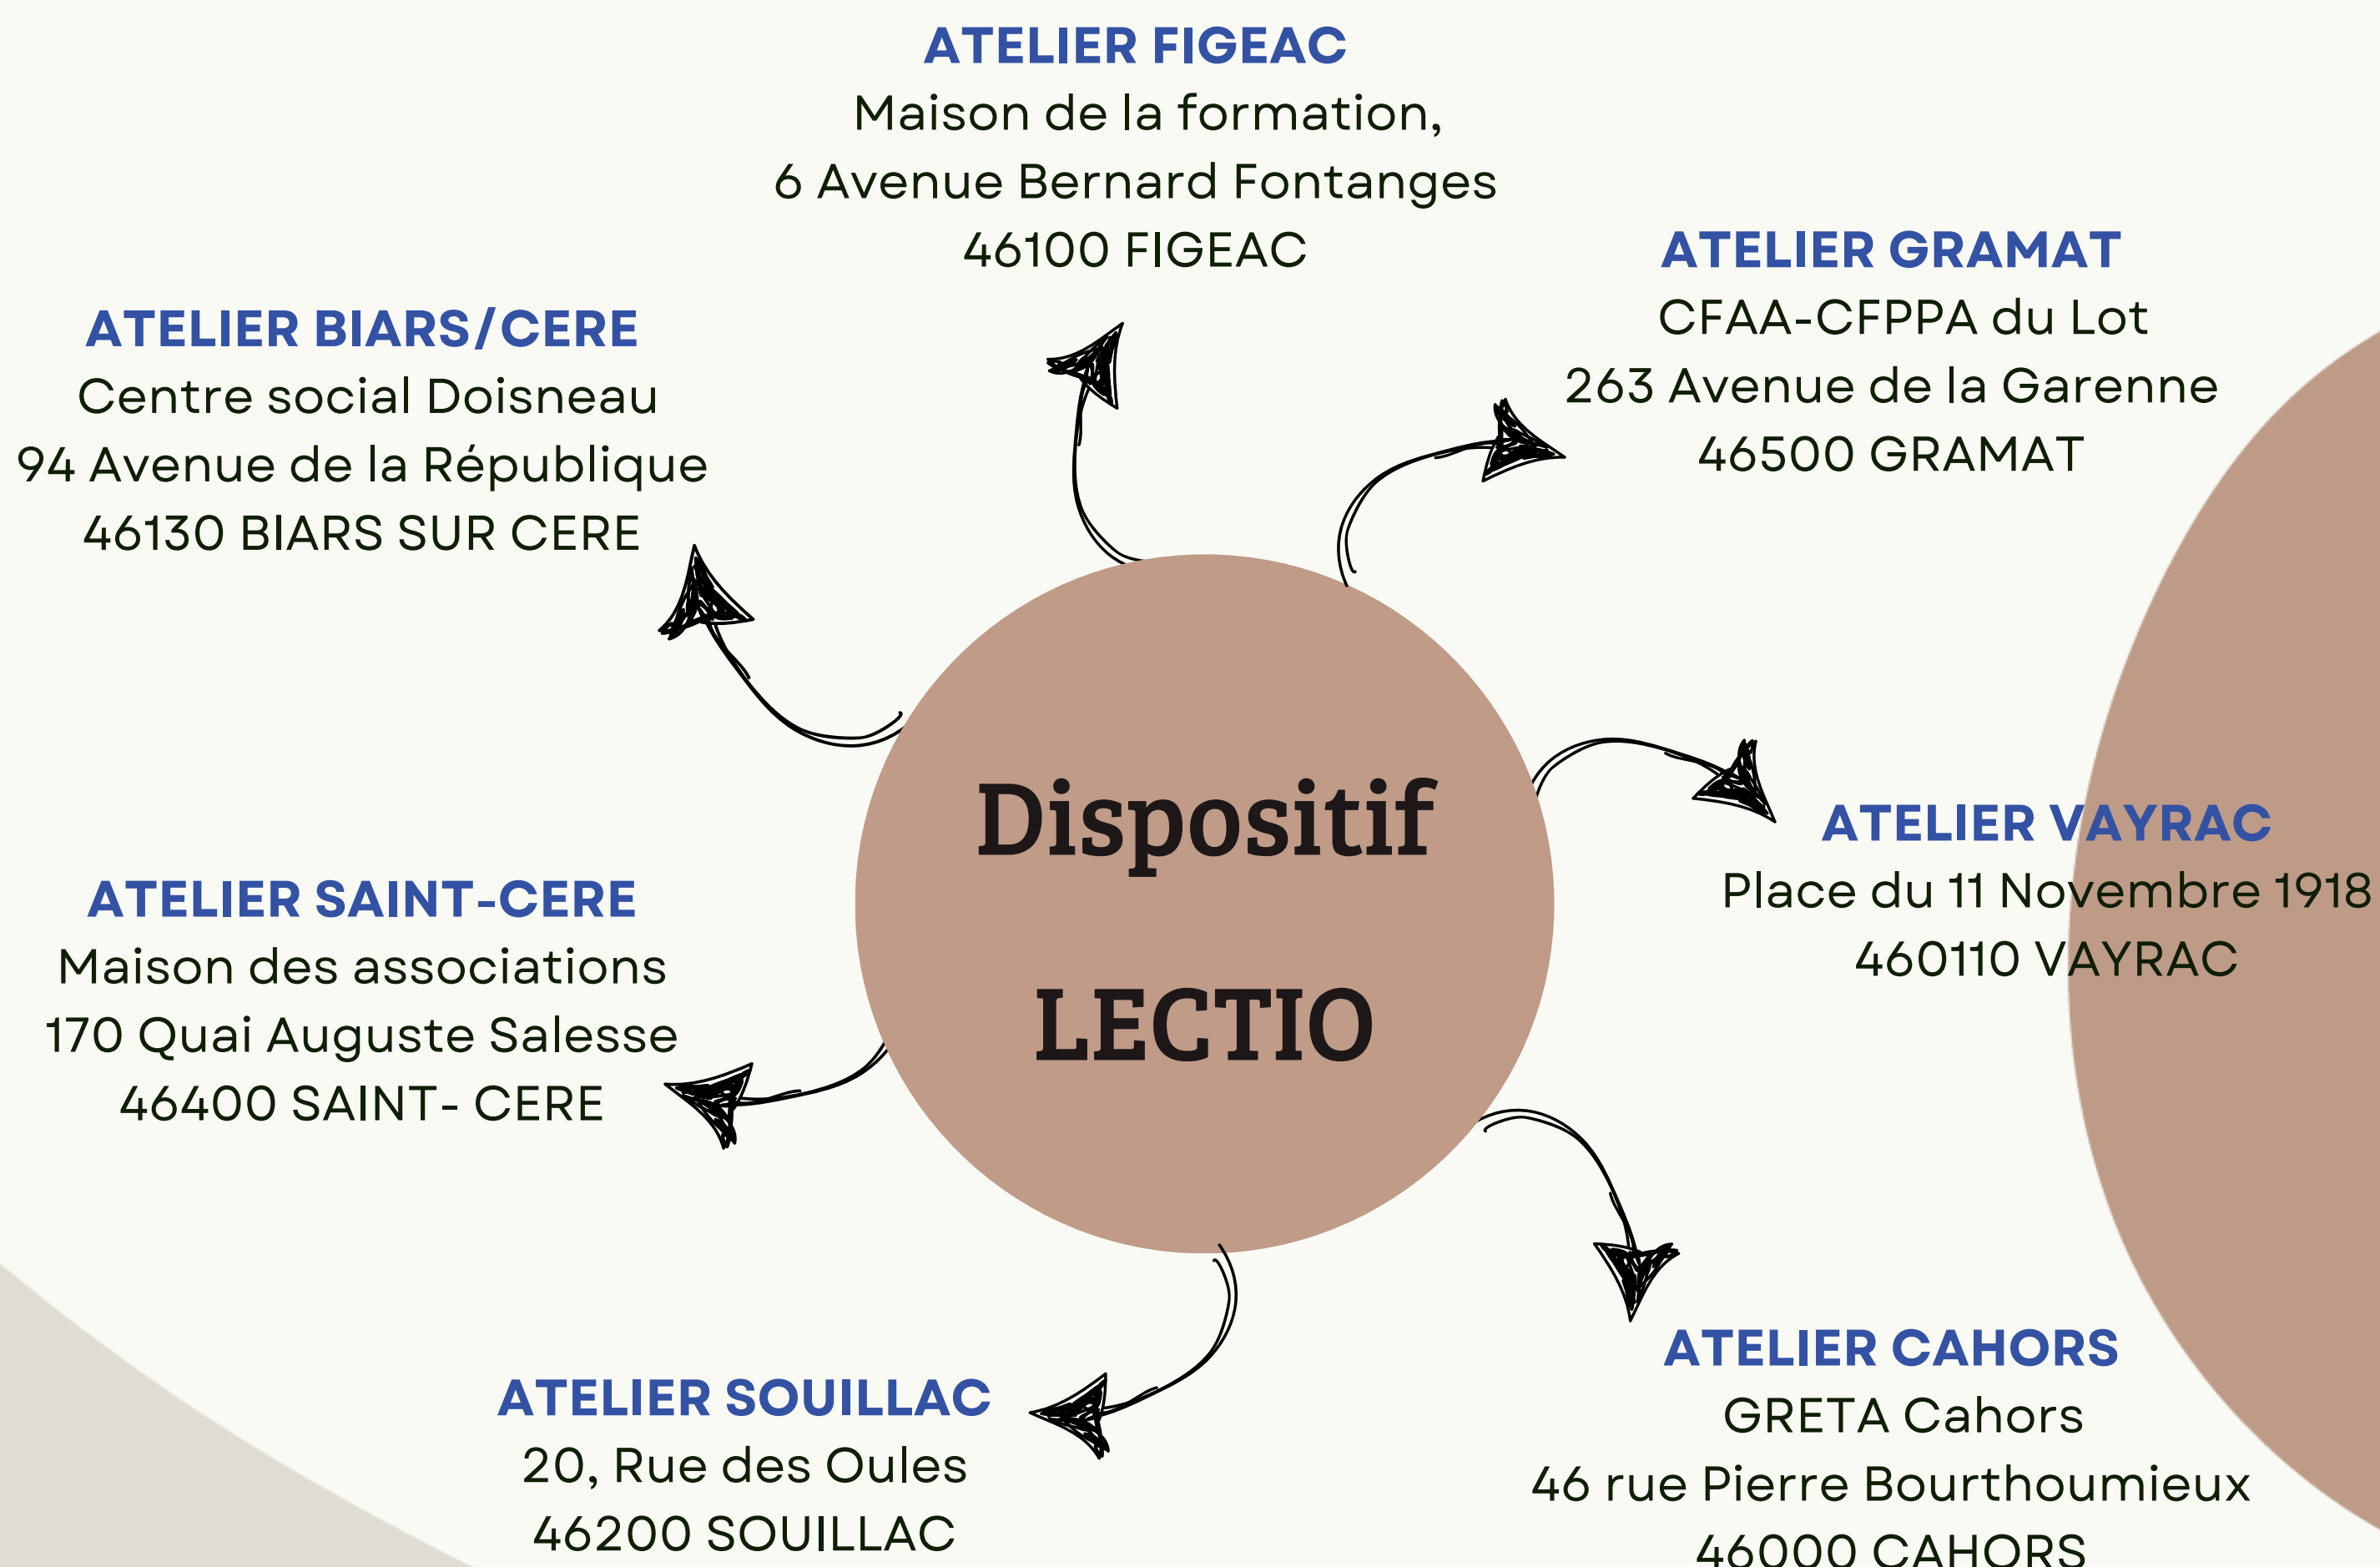 ATELIER FIGEAC
Maison de la formation,
6 Avenue Bernard Fontanges
46100 FIGEAC
ATELIER GRAMAT
CFAA-CFPPA du Lot
263 Avenue de la Garenne
46500 GRAMAT
ATELIER BIARS/CERE
Centre social Doisneau
94 Avenue de la République
46130 BIARS SUR CERE
Dispositif
LECTIO
ATELIER VAYRAC
Place du 11 Novembre 1918
460110 VAYRAC
ATELIER SAINT-CERE
Maison des associations
170 Quai Auguste Salesse
46400 SAINT- CERE
ATELIER SOUILLAC
20, Rue des Oules
46200 SOUILLAC
ATELIER CAHORS
GRETA Cahors
46 rue Pierre Bourthoumieux
46000 CAHORS